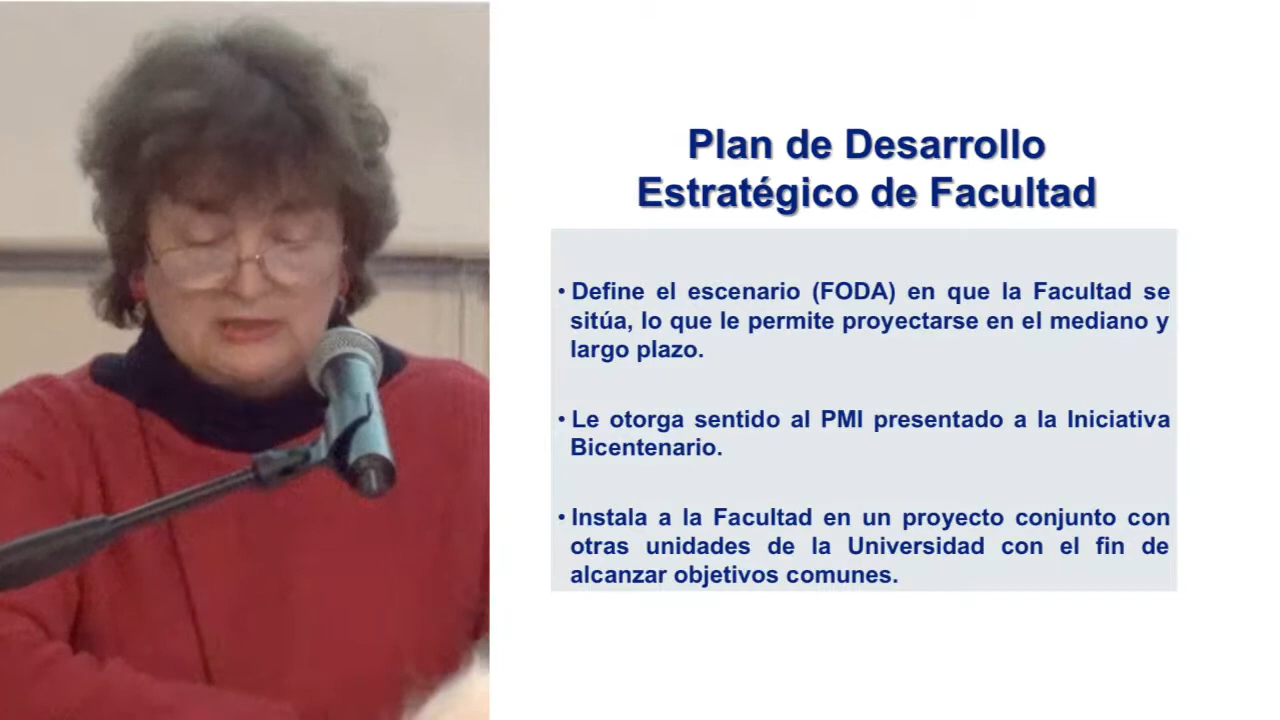 Plan de Desarrollo
Estratégico de Facultad
• Define el escenario (FODA) en que la Facultad se
sitúa, lo que le permite proyectarse en el mediano y
largo plazo.
• Le otorga sentido al PMI presentado a la Iniciativa
Bicentenario.
• Instala a la Facultad en un proyecto conjunto con
otras unidades de la Universidad con el fin de
alcanzar objetivos comunes.